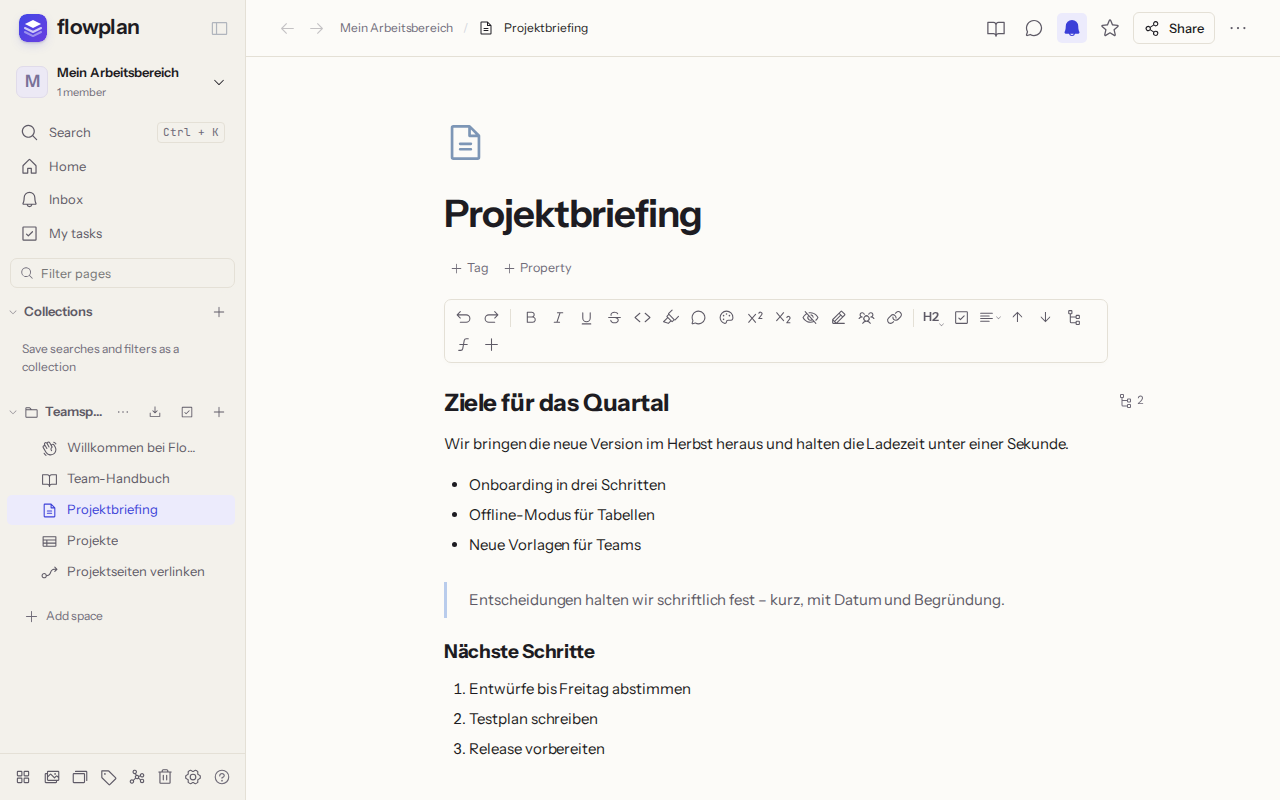 flowplan
Mein Arbeitsbereich / Projektbriefing
Share
M
Mein Arbeitsbereich
1 member
Search
Ctrl + K
Home
Inbox
My tasks
Filter pages
Collections
Save searches and filters as a
collection
Teamsp...
Willkommen bei Flo...
Team-Handbuch
Projektbriefing
Projekte
Projektseiten verlinken
Add space
Projektbriefing
Tag
Property
H2
Ziele für das Quartal
2
Wir bringen die neue Version im Herbst heraus und halten die Ladezeit unter einer Sekunde.
• Onboarding in drei Schritten
• Offline-Modus für Tabellen
• Neue Vorlagen für Teams
Entscheidungen halten wir schriftlich fest – kurz, mit Datum und Begründung.
Nächste Schritte
1. Entwürfe bis Freitag abstimmen
2. Testplan schreiben
3. Release vorbereiten